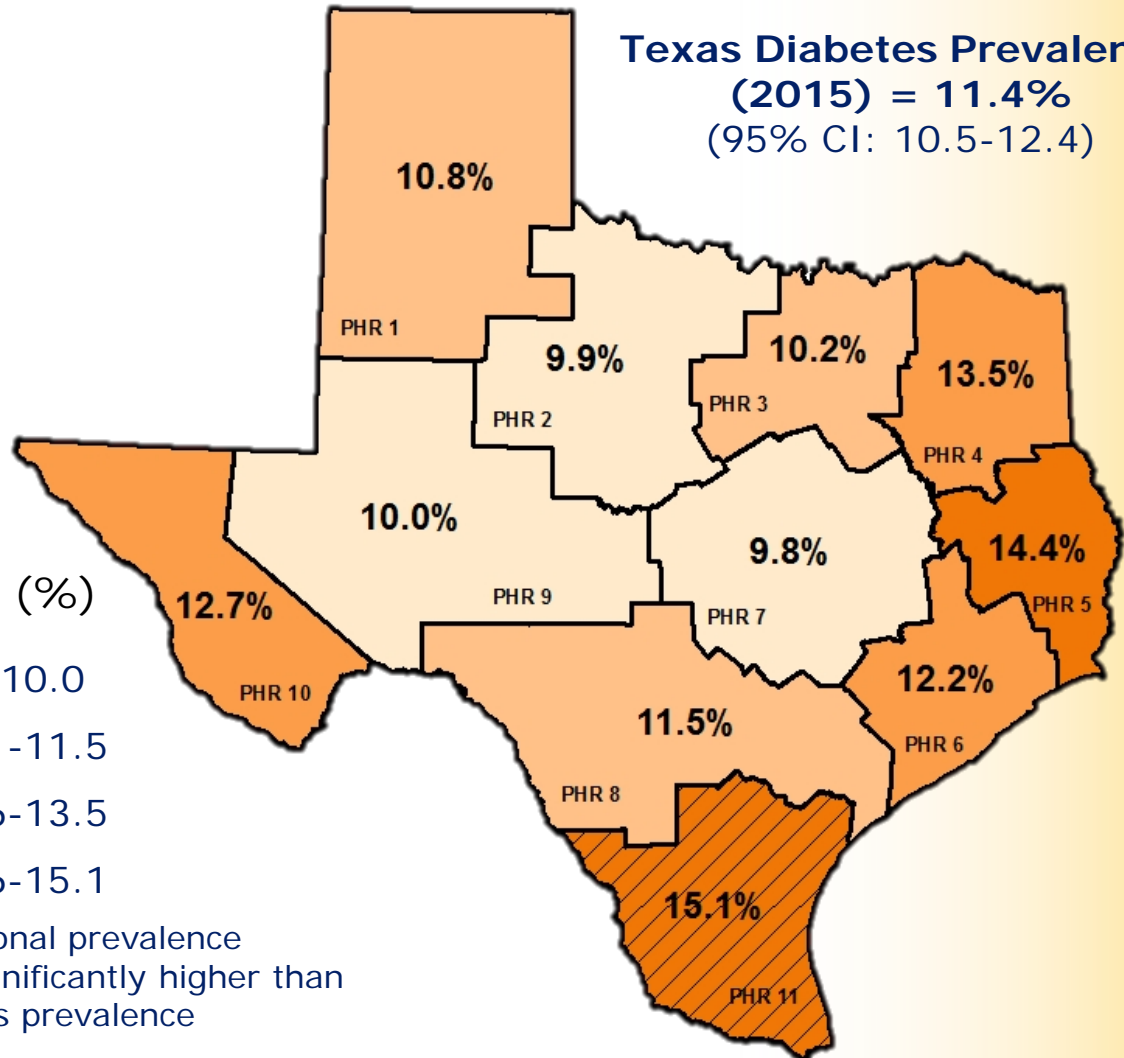 Texas Diabetes Prevalen
(2015) = 11.4%
(95% CI: 10.5-12.4)
10.8%
PHR 1
9.9%
PHR 2
10.2%
PHR 3
13.5%
PHR 4
10.0%
PHR 9
9.8%
PHR 7
14.4%
PHR 5
12.7%
PHR 10
12.2%
PHR 6
11.5%
PHR 8
15.1%
PHR 11
(%)
10.0
-11.5
-13.5
-15.1
onal prevalence
nificantly higher than
s prevalence